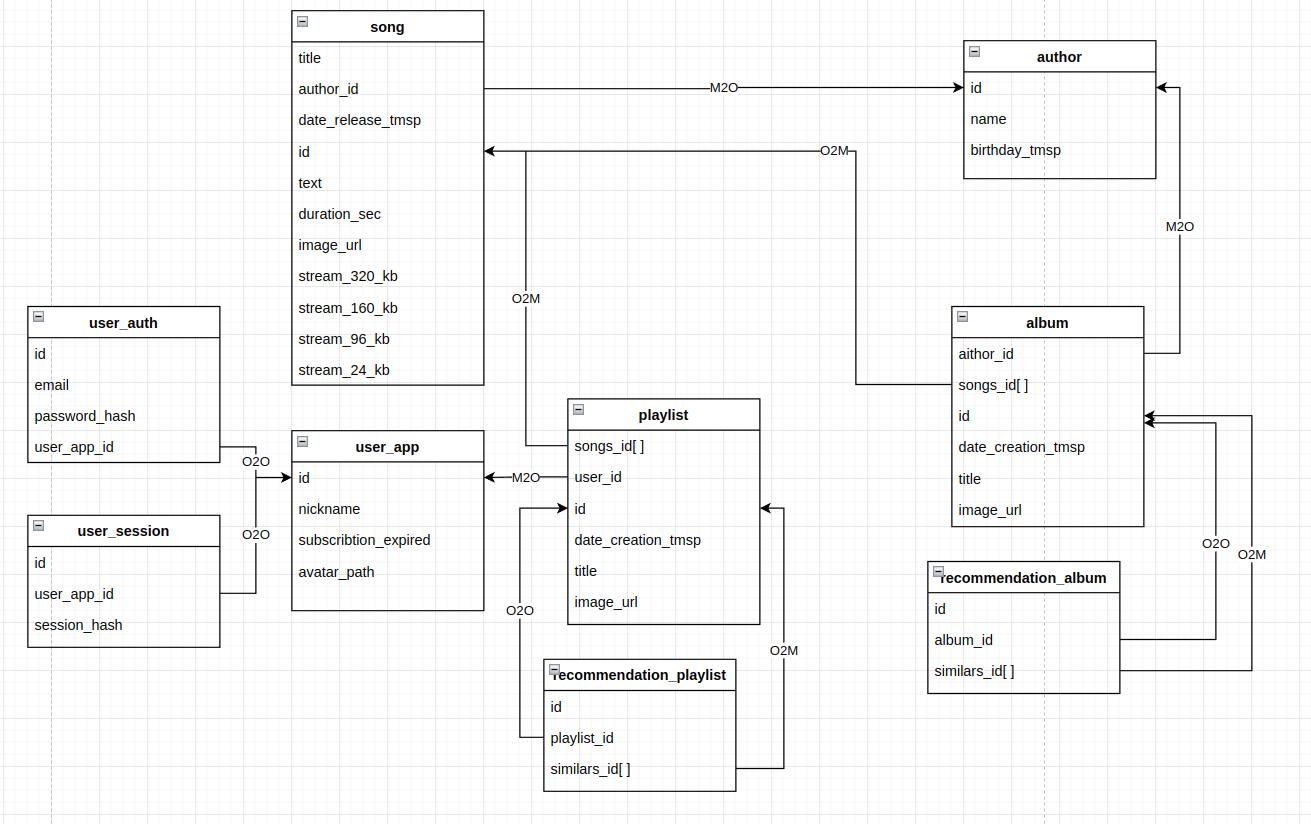 song
title
author_id
date_release_tmsp
id
text
duration_sec
image_url
stream_320_kb
stream_160_kb
stream_96_kb
stream_24_kb
M2O
author
id
name
birthday_tmsp
O2M
M2O
O2M
user_auth
id
email
password_hash
user_app_id
O2O
user_session
id
user_app_id
session_hash
O2O
user_app
id
nickname
subscribtion_expired
avatar_path
M2O
playlist
songs_id[ ]
user_id
id
date_creation_tmsp
title
image_url
O2O
O2M
recommendation_playlist
id
playlist_id
similars_id[ ]
album
aithor_id
songs_id[ ]
id
date_creation_tmsp
title
image_url
O2O
O2M
recommendation_album
id
album_id
similars_id[ ]